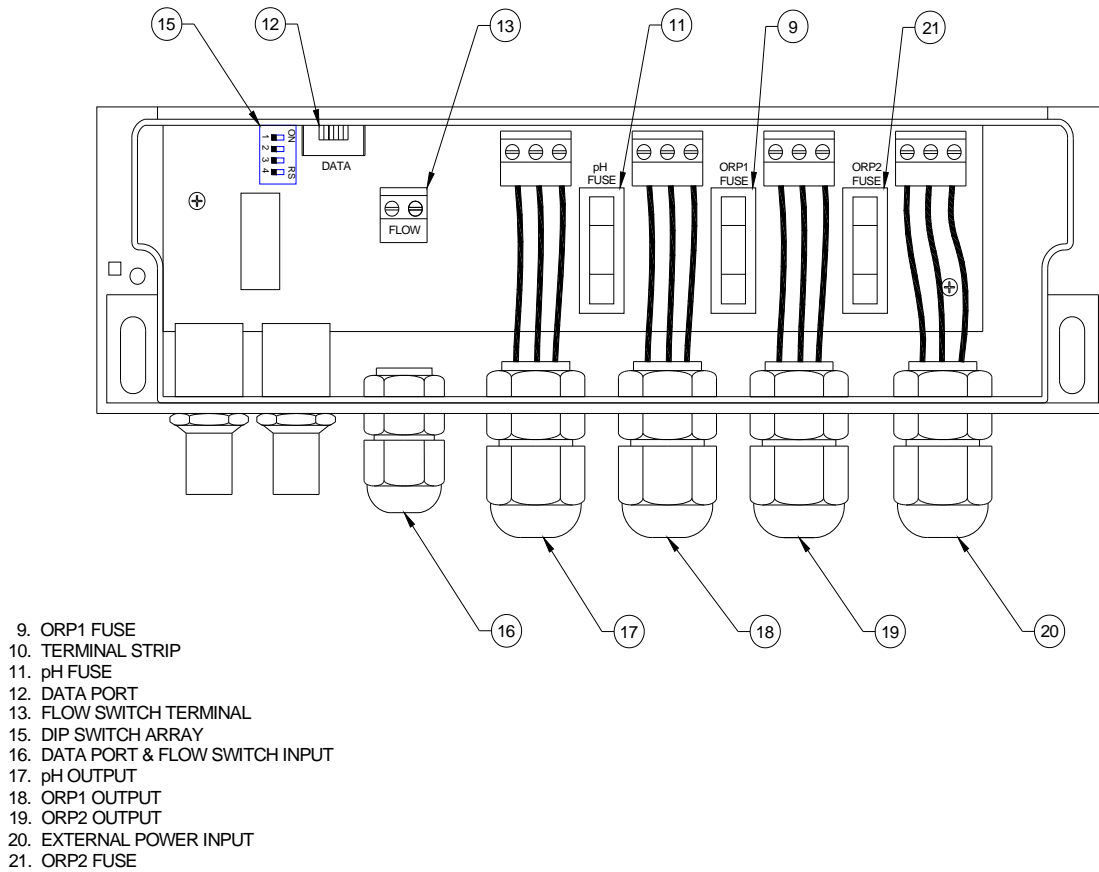 15
12
13
11
9
21
ON
1
2
3
4
RS
DATA
FLOW
pH
FUSE
ORP1
FUSE
ORP2
FUSE
16
17
18
19
20
9. ORP1 FUSE
10. TERMINAL STRIP
11. pH FUSE
12. DATA PORT
13. FLOW SWITCH TERMINAL
15. DIP SWITCH ARRAY
16. DATA PORT & FLOW SWITCH INPUT
17. pH OUTPUT
18. ORP1 OUTPUT
19. ORP2 OUTPUT
20. EXTERNAL POWER INPUT
21. ORP2 FUSE